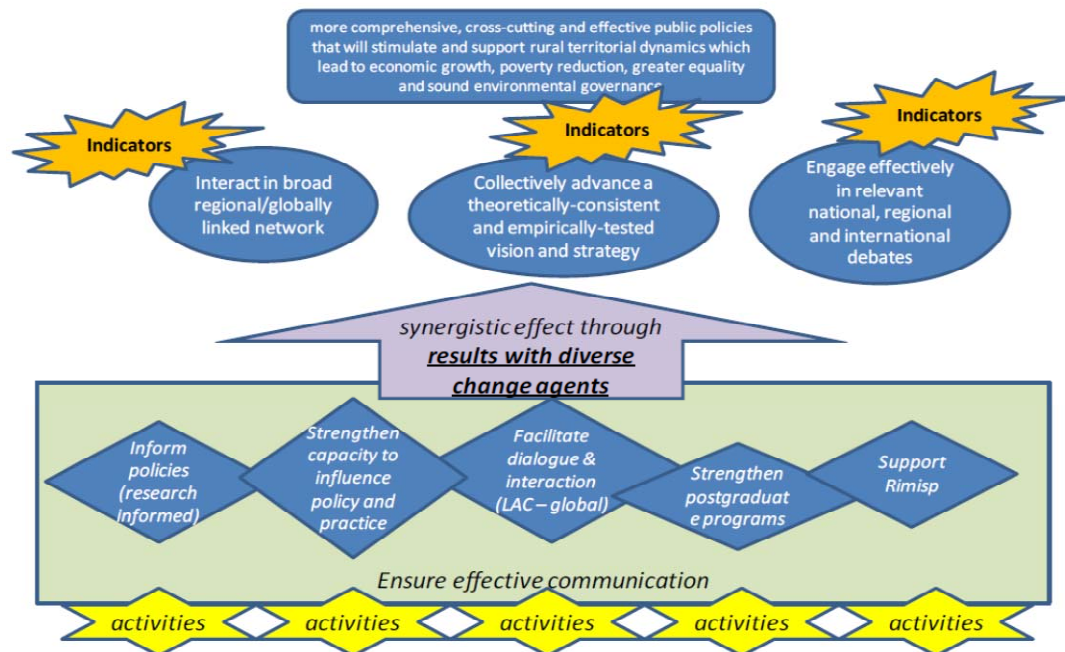 more comprehensive, cross-cutting and effective public policies
that will stimulate and support rural territorial dynamics which
lead to economic growth, poverty reduction, greater equality
and sound environmental governance
Indicators
Indicators
Indicators
Interact in broad
regional/globally
linked network
Collectively advance a
theoretically-consistent
and empirically-tested
vision and strategy
Engage effectively
in relevant
national, regional
and international
debates
synergistic effect through
results with diverse
change agents
Inform
policies
(research
informed)
Strengthen
capacity to
influence
policy and
practice
Facilitate
dialogue &
interaction
(LAC – global)
Strengthen
postgraduat
e programs
Support
Rimisp
Ensure effective communication
activities
activities
activities
activities
activities